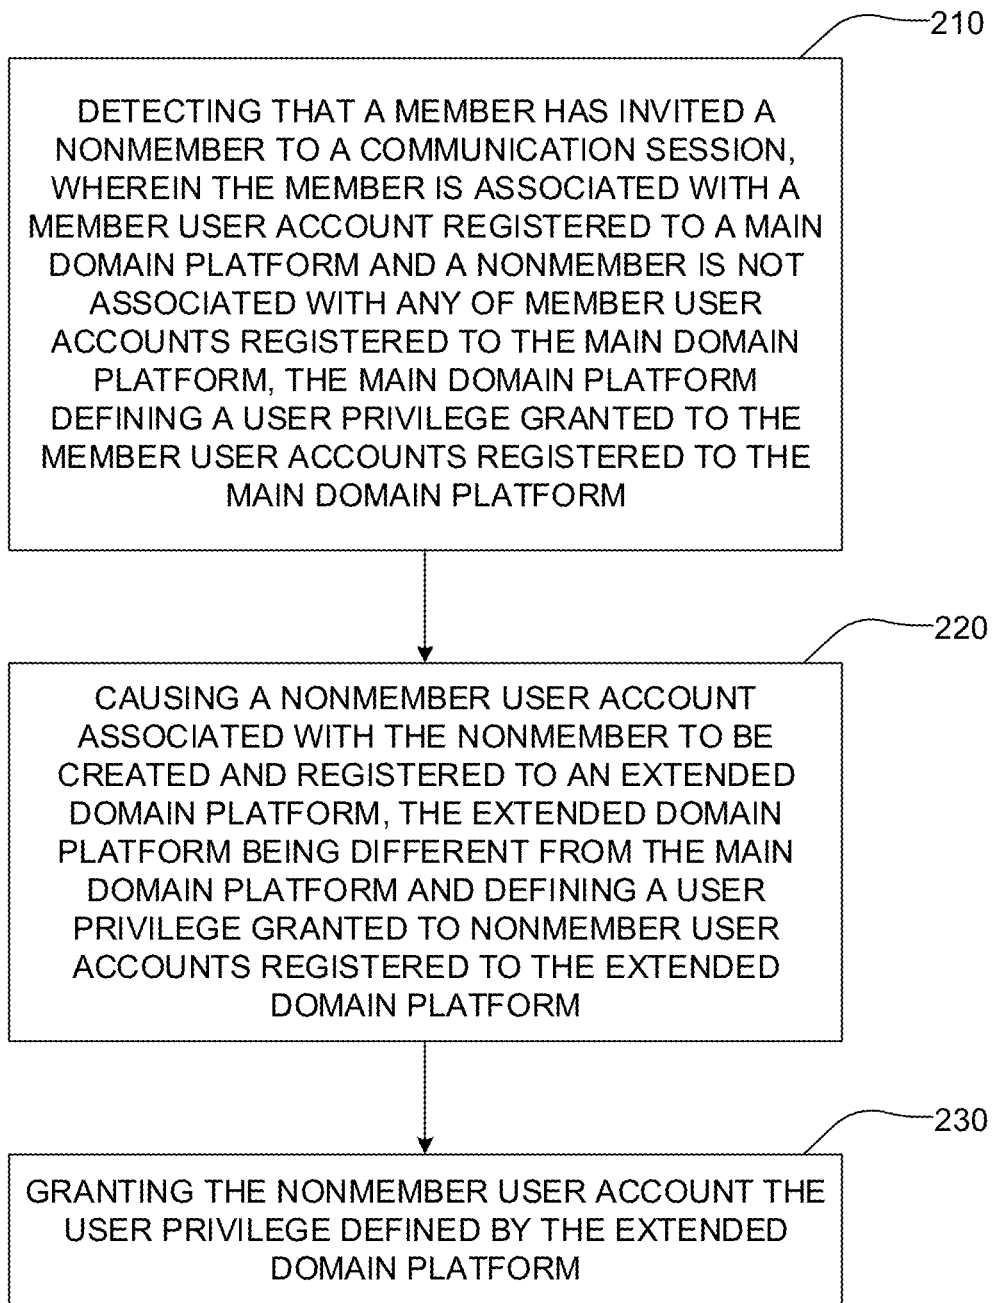 210
DETECTING THAT A MEMBER HAS INVITED A
NONMEMBER TO A COMMUNICATION SESSION,
WHEREIN THE MEMBER IS ASSOCIATED WITH A
MEMBER USER ACCOUNT REGISTERED TO A MAIN
DOMAIN PLATFORM AND A NONMEMBER IS NOT
ASSOCIATED WITH ANY OF MEMBER USER
ACCOUNTS REGISTERED TO THE MAIN DOMAIN
PLATFORM, THE MAIN DOMAIN PLATFORM
DEFINING A USER PRIVILEGE GRANTED TO THE
MEMBER USER ACCOUNTS REGISTERED TO THE
MAIN DOMAIN PLATFORM
220
CAUSING A NONMEMBER USER ACCOUNT
ASSOCIATED WITH THE NONMEMBER TO BE
CREATED AND REGISTERED TO AN EXTENDED
DOMAIN PLATFORM, THE EXTENDED DOMAIN
PLATFORM BEING DIFFERENT FROM THE MAIN
DOMAIN PLATFORM AND DEFINING A USER
PRIVILEGE GRANTED TO NONMEMBER USER
ACCOUNTS REGISTERED TO THE EXTENDED
DOMAIN PLATFORM
230
GRANTING THE NONMEMBER USER ACCOUNT THE
USER PRIVILEGE DEFINED BY THE EXTENDED
DOMAIN PLATFORM